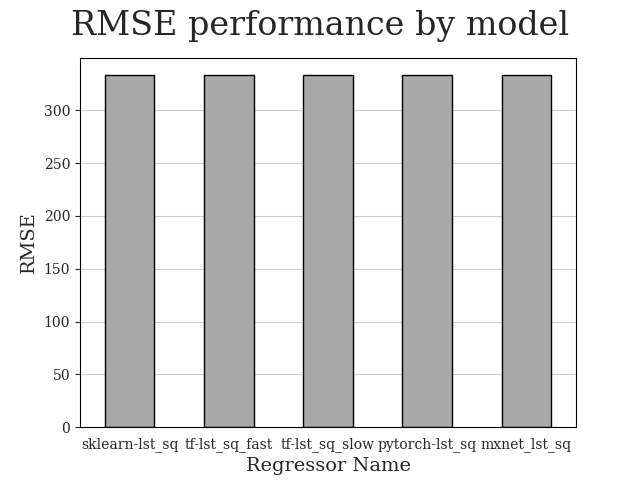 RMSE performance by model
RMSE
300
250
200
150
100
50
0
sklearn-lst_sq tf-lst_sq_fast tf-lst_sq_slow pytorch-lst_sq mxnet_lst_sq
Regressor Name